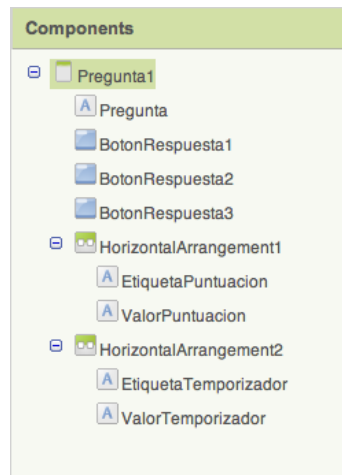 Components
Pregunta1
A Pregunta
BotonRespuesta1
BotonRespuesta2
BotonRespuesta3
HorizontalArrangement1
A EtiquetaPuntuacion
A ValorPuntuacion
HorizontalArrangement2
A EtiquetaTemporizador
A ValorTemporizador